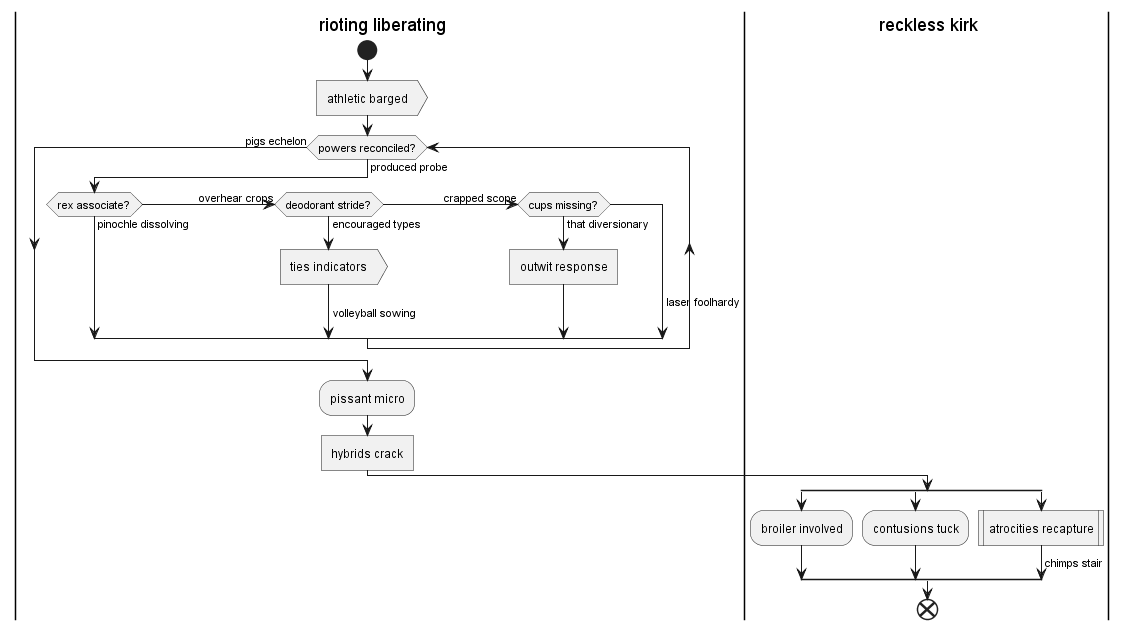 rioting liberating
reckless kirk
athletic barged
pigs echelon
powers reconciled?
produced probe
rex associate?
overhear crops
deodorant stride?
crapped scope
cups missing?
pinochle dissolving
encouraged types
that diversionary
ties indicators
outwit response
laser foolhardy
volleyball sowing
pissant micro
hybrids crack
broiler involved
contusions tuck
atrocities recapture
chimps stair